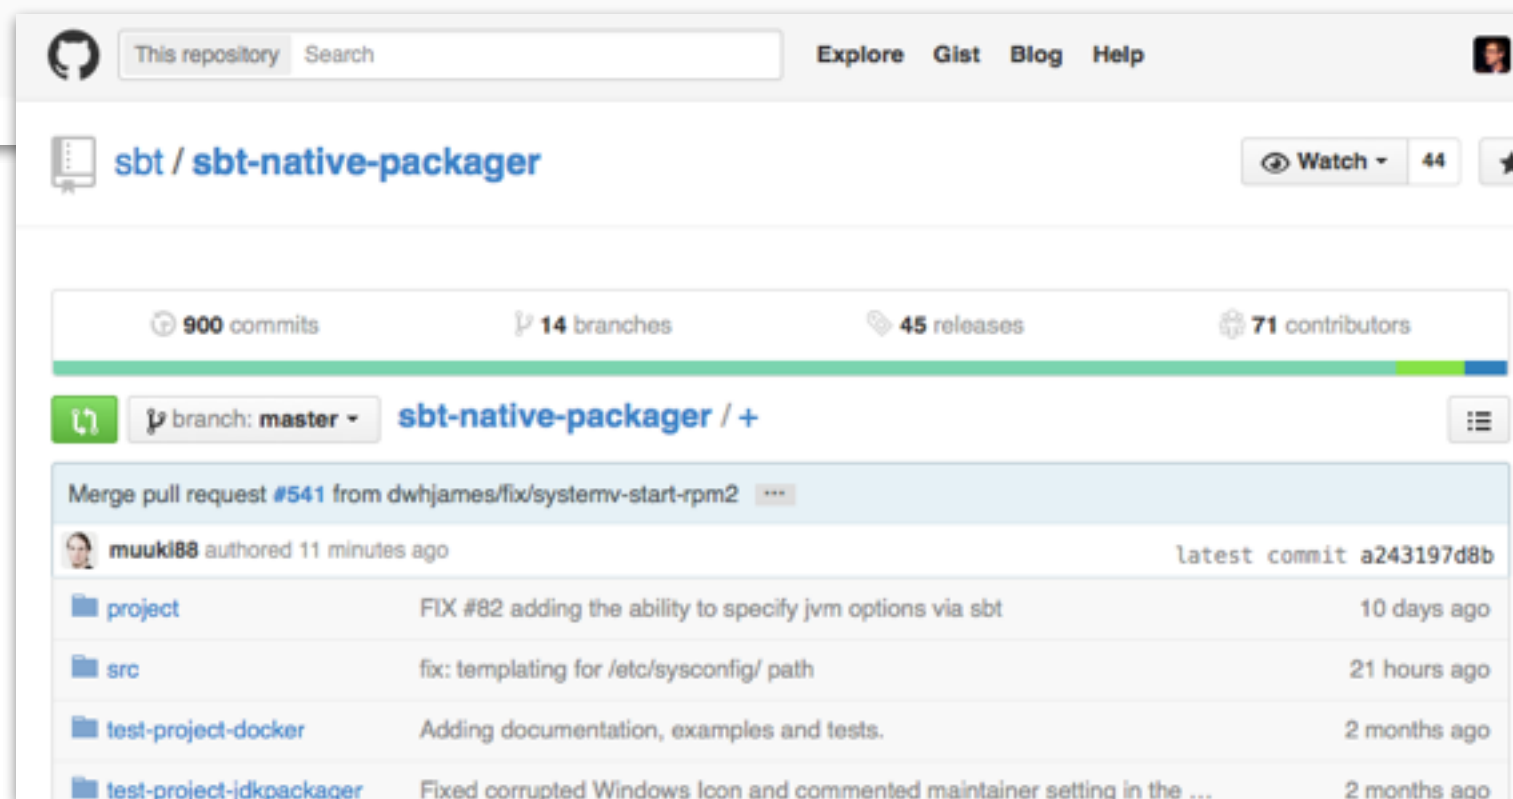 This repository Search Explore Gist Blog Help
sbt / sbt-native-packager Watch 44
900 commits 14 branches 45 releases 71 contributors
branch: master sbt-native-packager / +
Merge pull request #541 from dwhjames/fix/systemv-start-rpm2 ...
muuki88 authored 11 minutes ago latest commit a243197d8b
project FIX #82 adding the ability to specify jvm options via sbt 10 days ago
src fix: templating for /etc/sysconfig/ path 21 hours ago
test-project-docker Adding documentation, examples and tests. 2 months ago
test-project-jdkpackager Fixed corrupted Windows Icon and commented maintainer setting in the ... 2 months ago